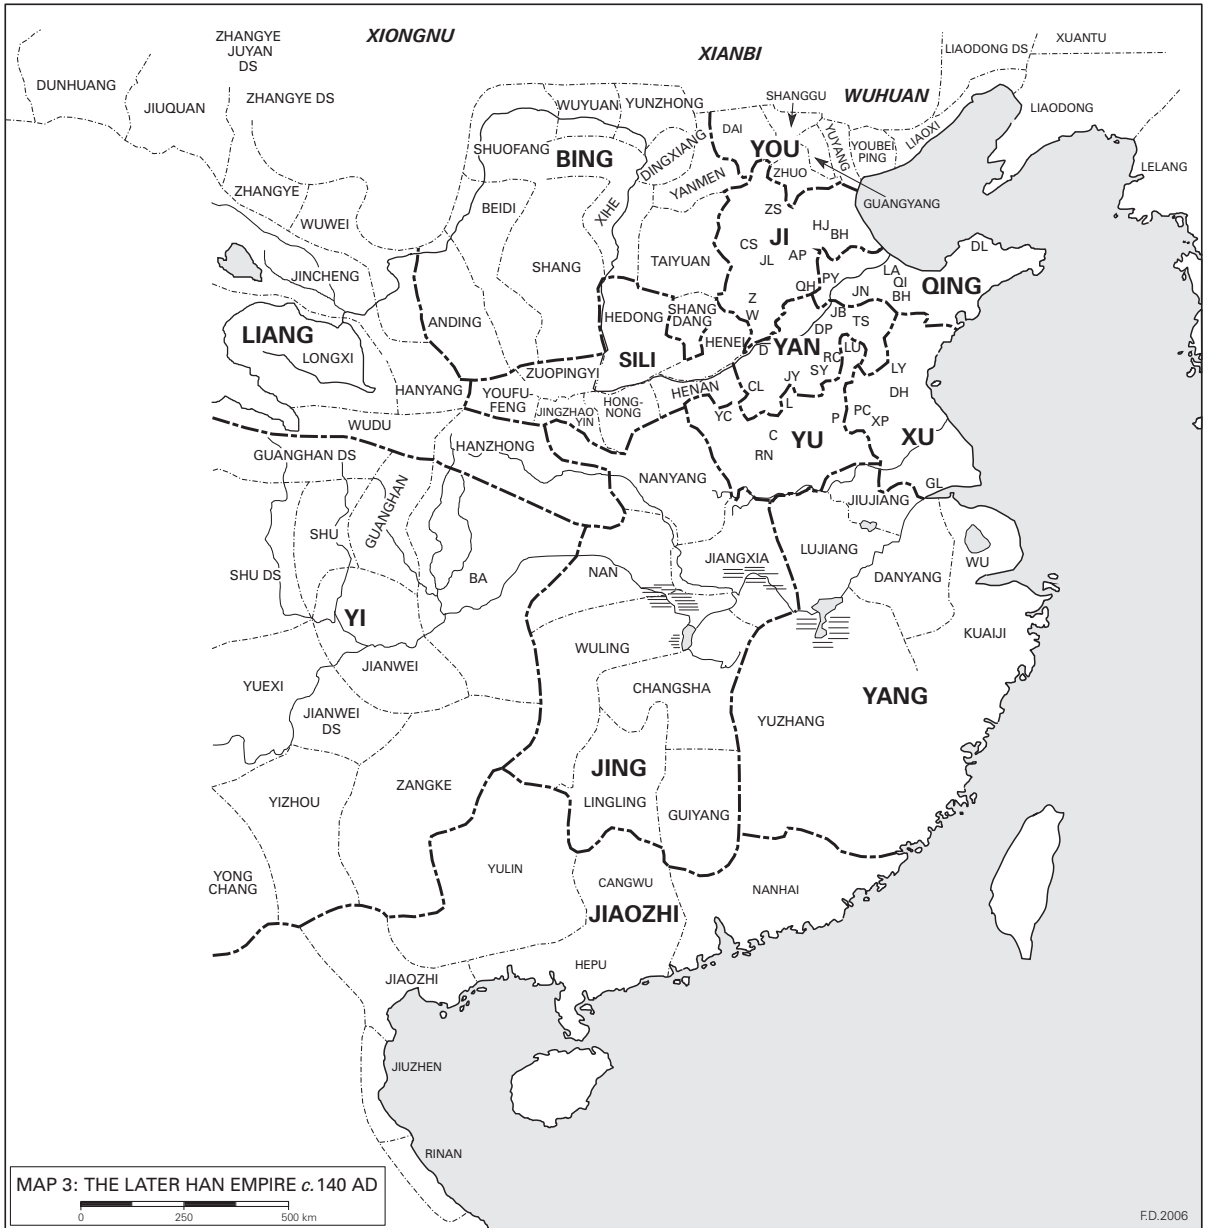 XIONGNU
XIANBI
WUHUAN
ZHANGYE
JUYAN
DS
DUNHUANG
JIUQUAN
ZHANGYE DS
LIAODONG DS
XUANTU
LIAODONG
LELANG
SHANGGU
WUYUAN
YUNZHONG
DAI
YOU
YUYANG
YOUBEI
PING
LIAOXI
SHUOFANG
BING
DINGXIANG
YANMEN
ZHUO
GUANGYANG
ZHANGYE
WUWEI
BEIDI
XIHE
ZS
JI
HJ
BH
CS
JL
AP
DL
JINCHENG
SHANG
TAIYUAN
QH
PY
LA
QI
BH
JN
QING
LIANG
LONGXI
ANDING
HEDONG
SHANG
DANG
Z
W
HENEI
SILI
D
YAN
JB
TS
DP
RC
LU
SY
JY
LY
ZUOPINGYI
HANYANG
YOUFU-
FENG
JINGZHAO
YIN
HONG-
NONG
HENAN
CL
L
DH
YC
P
PC
XP
WUDU
HANZHONG
C
YU
RN
XU
GUANGHAN DS
NANYANG
GL
JIUJIANG
GUANGHAN
SHU
SHU DS
BA
NAN
JIANGXIA
LUJIANG
DANYANG
WU
YI
KUAIJI
WULING
JIANWEI
YUEXI
CHANGSHA
YANG
JIANWEI
DS
YUZHANG
JING
ZANGKE
YIZHOU
LINGLING
GUIYANG
YULIN
YONG
CHANG
CANGWU
NANHAI
JIAOZHI
HEPU
JIAOZHI
JIUZHEN
RINAN
MAP 3: THE LATER HAN EMPIRE c.140 AD
0 250 500 km
F.D.2006